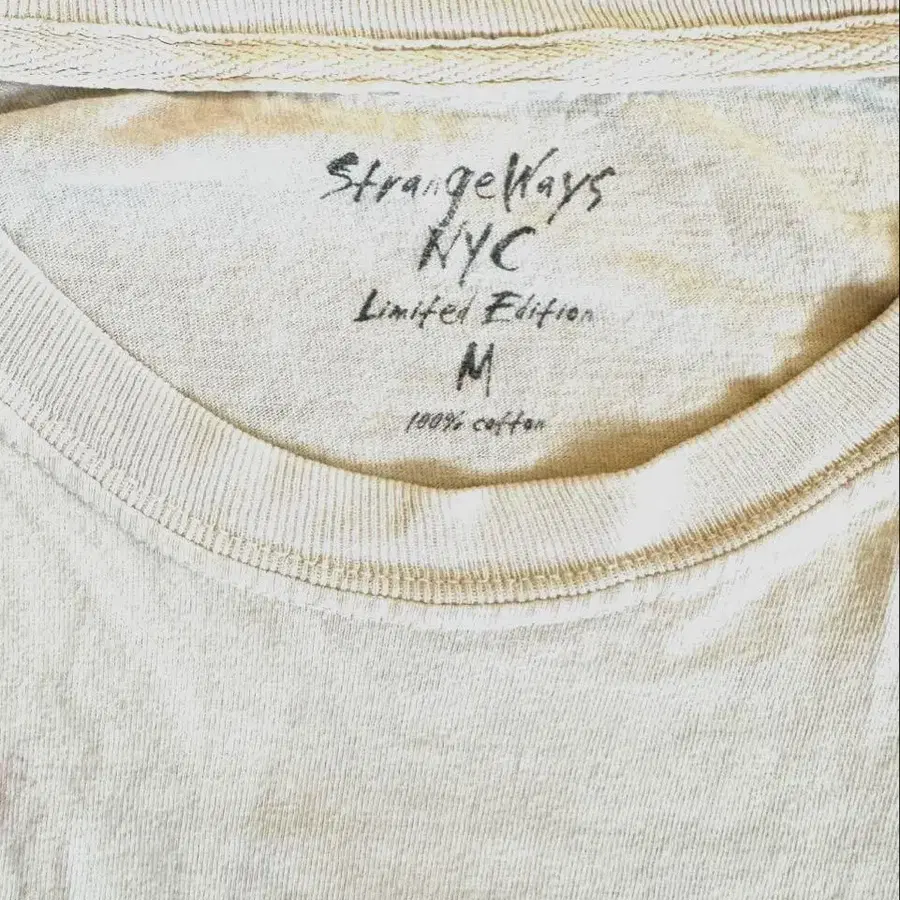 StrangeWays
NYC
Limited Edition
M
100% cotton